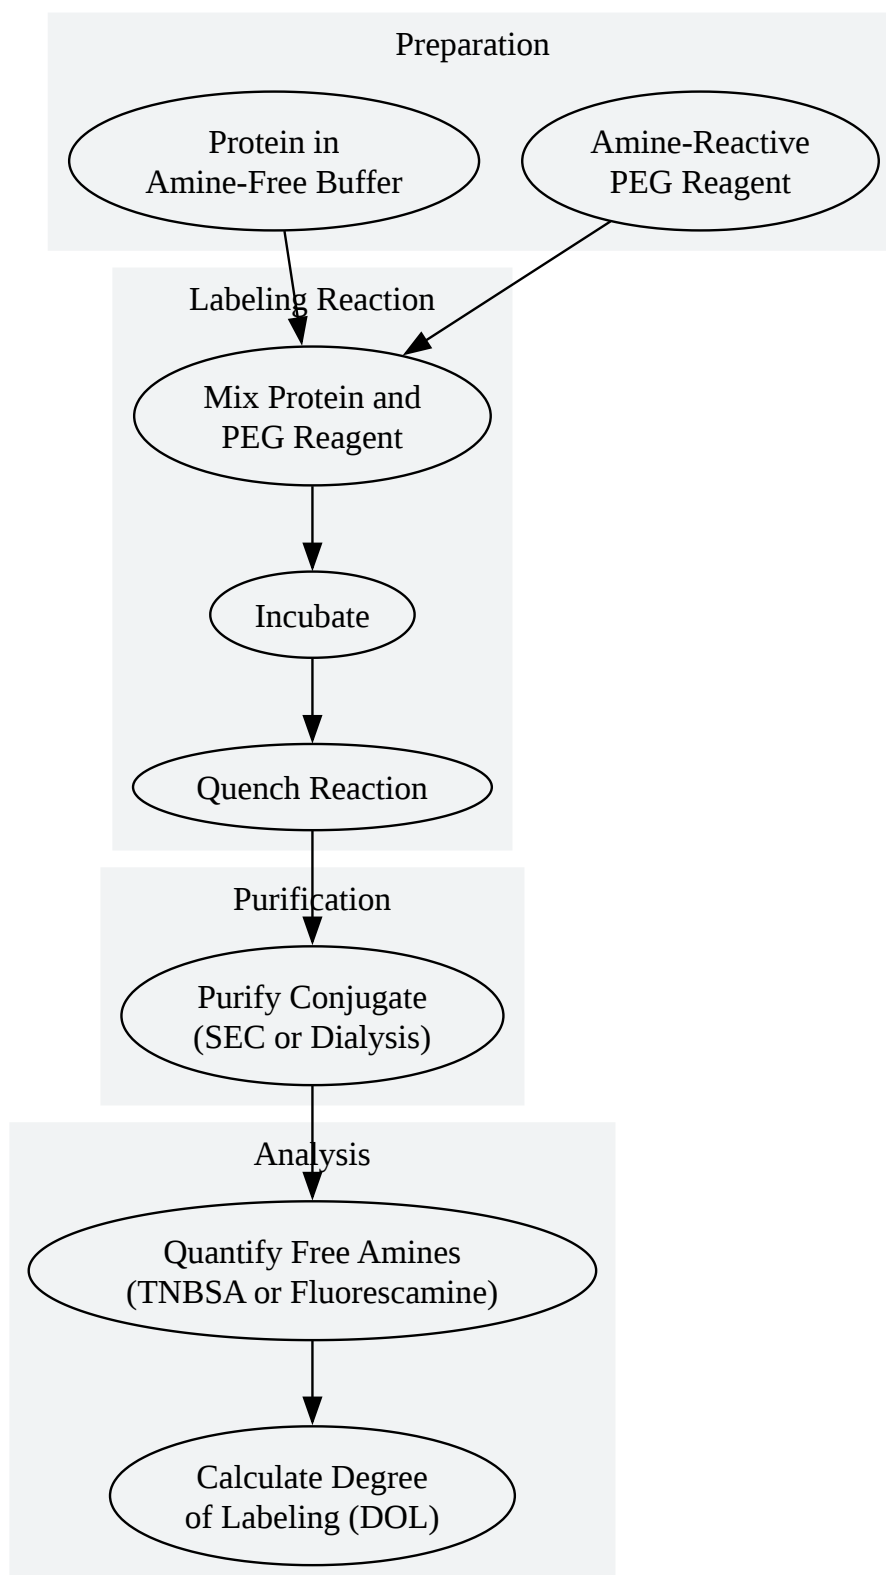 Preparation
Protein in
Amine-Free Buffer
Amine-Reactive
PEG Reagent
Labeling Reaction
Mix Protein and
PEG Reagent
Incubate
Quench Reaction
Purification
Purify Conjugate
(SEC or Dialysis)
Analysis
Quantify Free Amines
(TNBSA or Fluorescamine)
Calculate Degree
of Labeling (DOL)